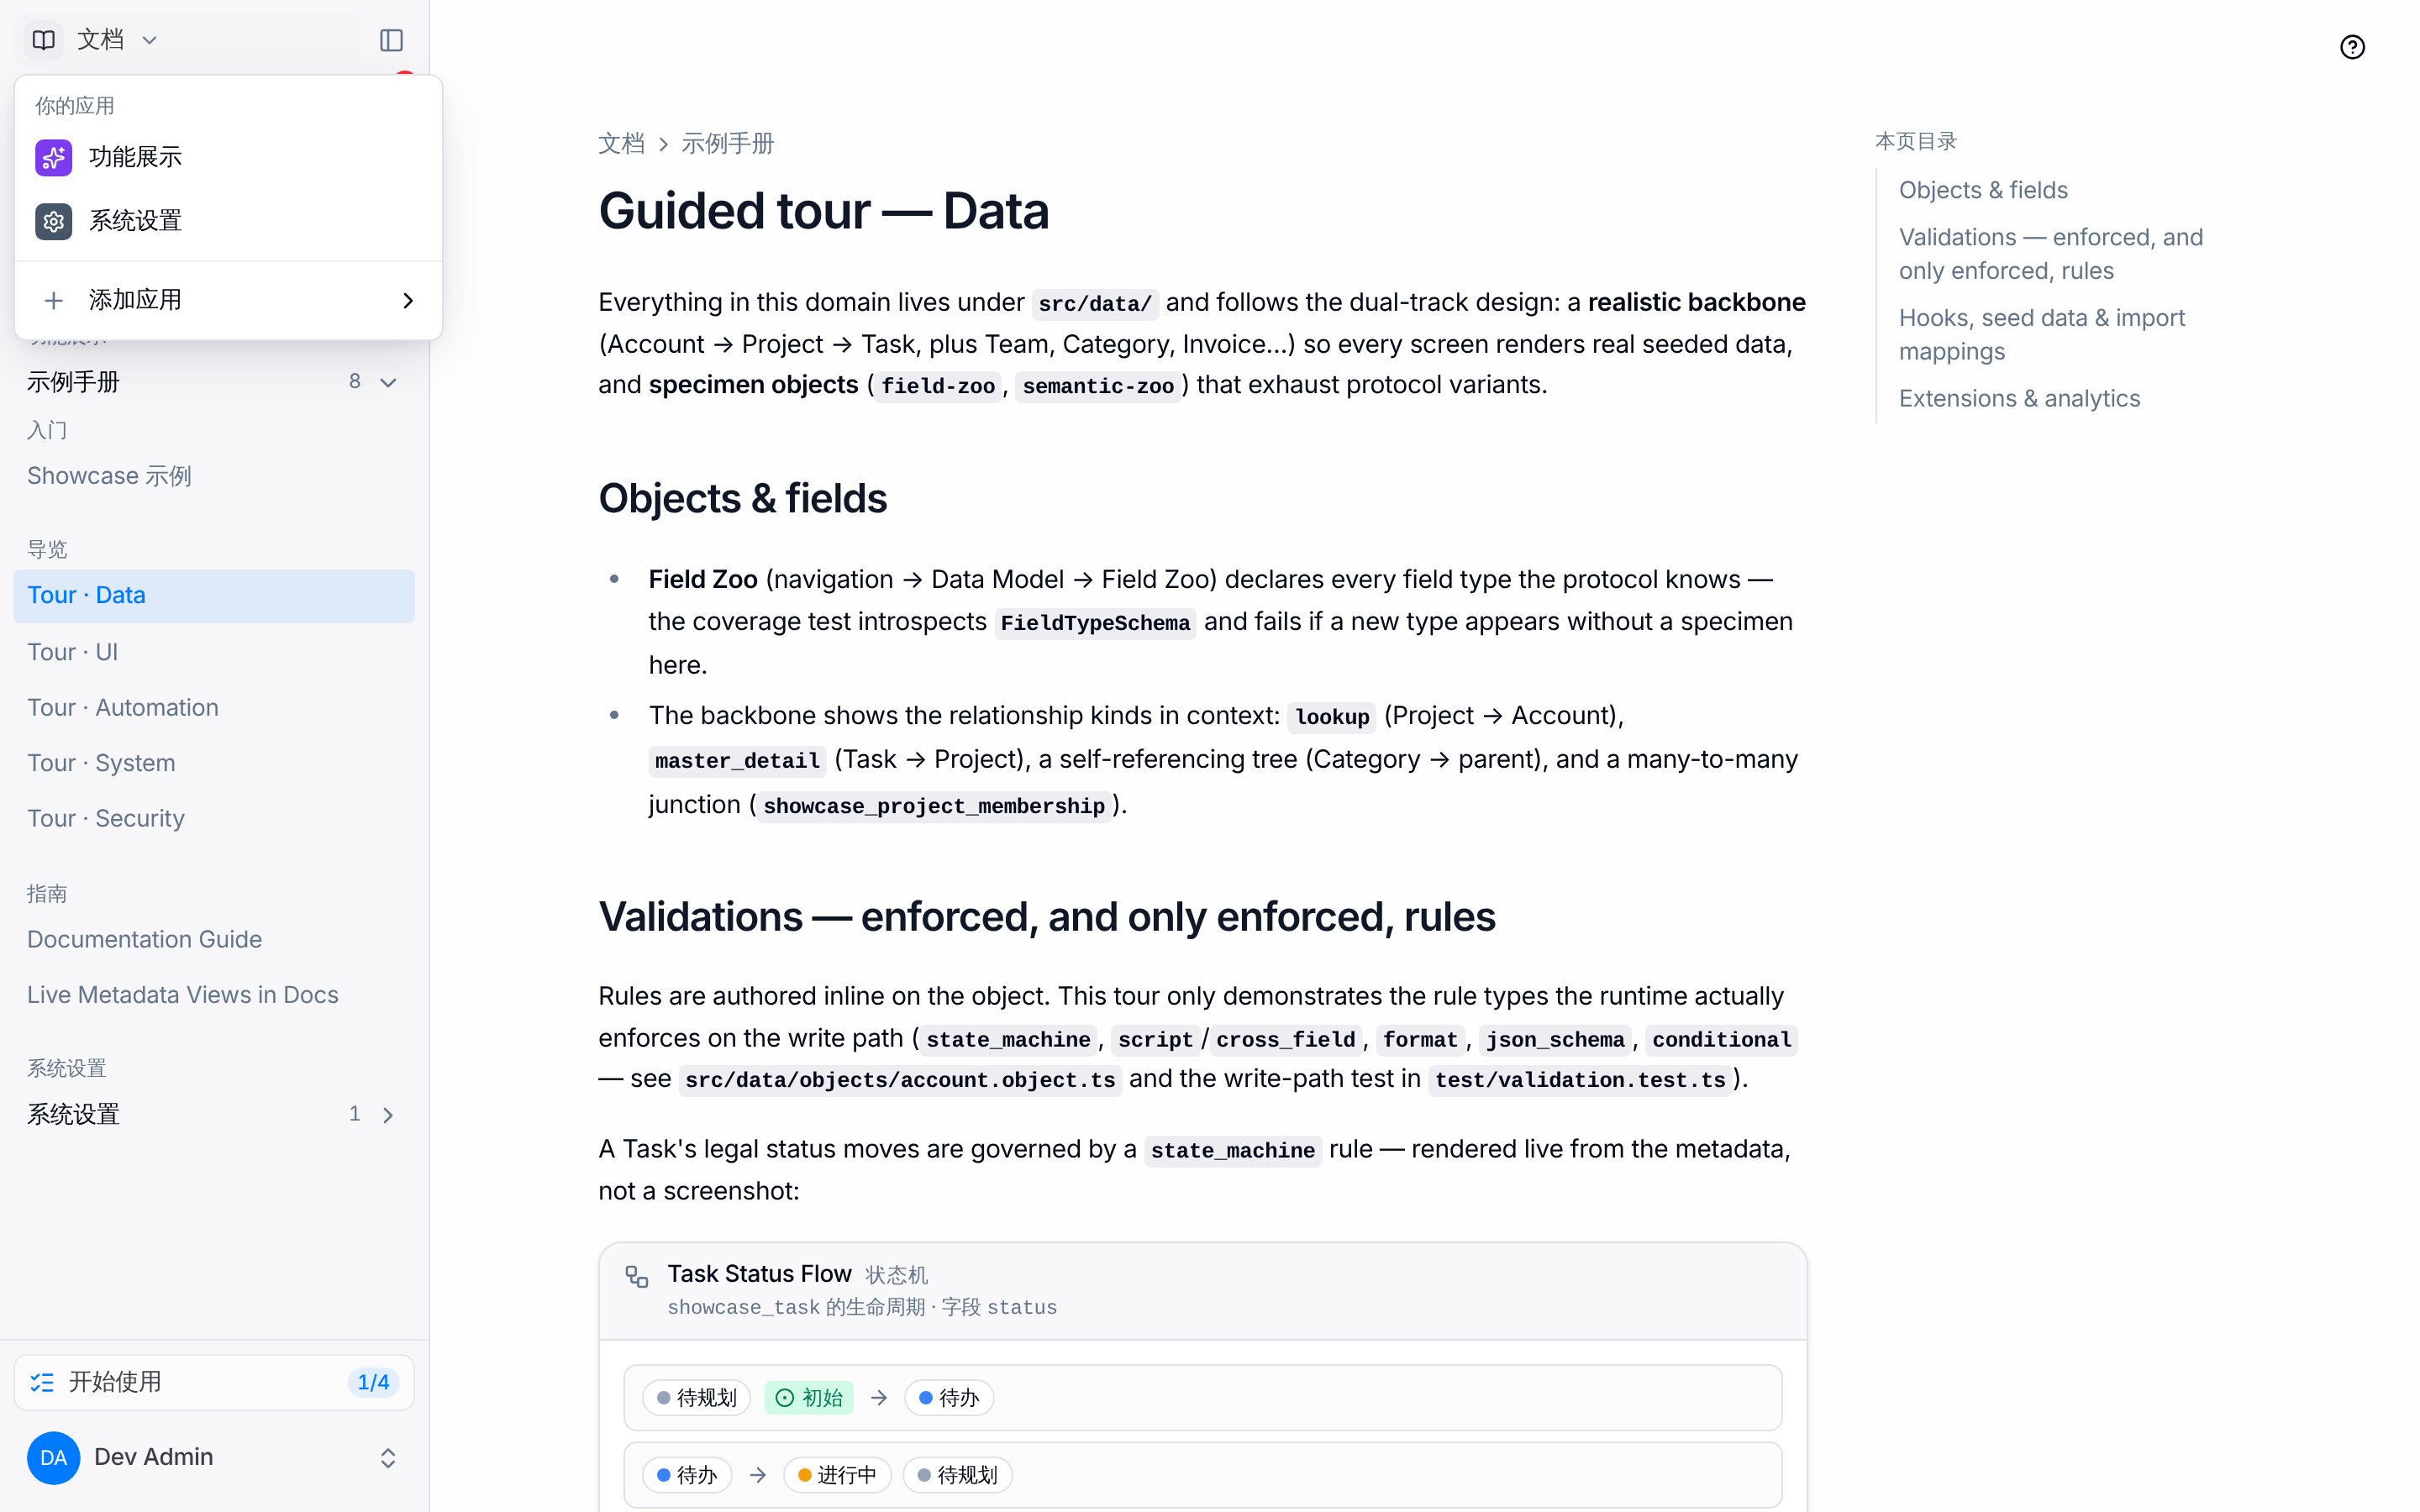 文档
你的应用
功能展示
系统设置
添加应用
示例手册 8
入门
Showcase 示例
导览
Tour · Data
Tour · UI
Tour · Automation
Tour · System
Tour · Security
指南
Documentation Guide
Live Metadata Views in Docs
系统设置
系统设置 1
开始使用 1/4
DA Dev Admin
文档 > 示例手册
Guided tour — Data
Everything in this domain lives under src/data/ and follows the dual-track design: a realistic backbone
(Account → Project → Task, plus Team, Category, Invoice…) so every screen renders real seeded data,
and specimen objects (field-zoo, semantic-zoo) that exhaust protocol variants.
Objects & fields
• Field Zoo (navigation → Data Model → Field Zoo) declares every field type the protocol knows —
the coverage test introspects FieldTypeSchema and fails if a new type appears without a specimen
here.
• The backbone shows the relationship kinds in context: lookup (Project → Account),
master_detail (Task → Project), a self-referencing tree (Category → parent), and a many-to-many
junction (showcase_project_membership).
Validations — enforced, and only enforced, rules
Rules are authored inline on the object. This tour only demonstrates the rule types the runtime actually
enforces on the write path (state_machine, script/cross_field, format, json_schema, conditional
— see src/data/objects/account.object.ts and the write-path test in test/validation.test.ts).
A Task's legal status moves are governed by a state_machine rule — rendered live from the metadata,
not a screenshot:
Task Status Flow 状态机
showcase_task 的生命周期 · 字段 status
待规划 初始 → 待办
待办 → 进行中 待规划
本页目录
Objects & fields
Validations — enforced, and
only enforced, rules
Hooks, seed data & import
mappings
Extensions & analytics